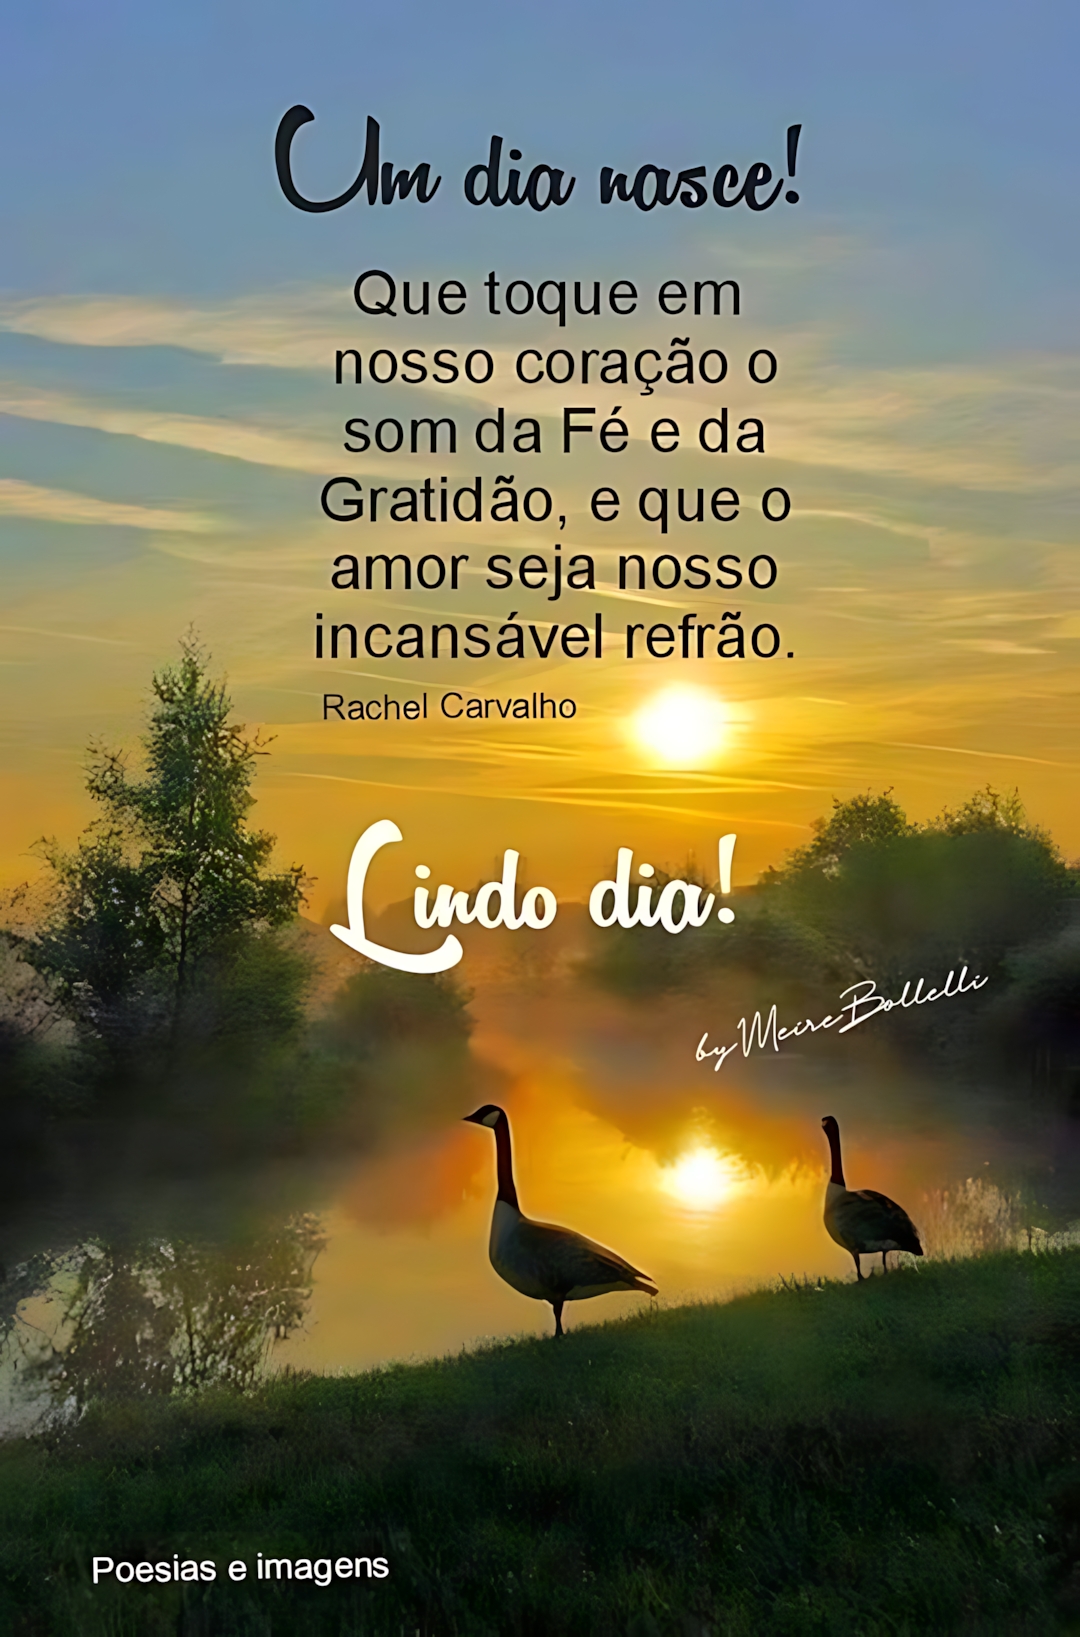 Um dia nasce!
Que toque em
nosso coração o
som da Fé e da
Gratidão, e que o
amor seja nosso
incansável refrão.
Rachel Carvalho
Lindo dia!
by Meire Bollelli
Poesias e imagens